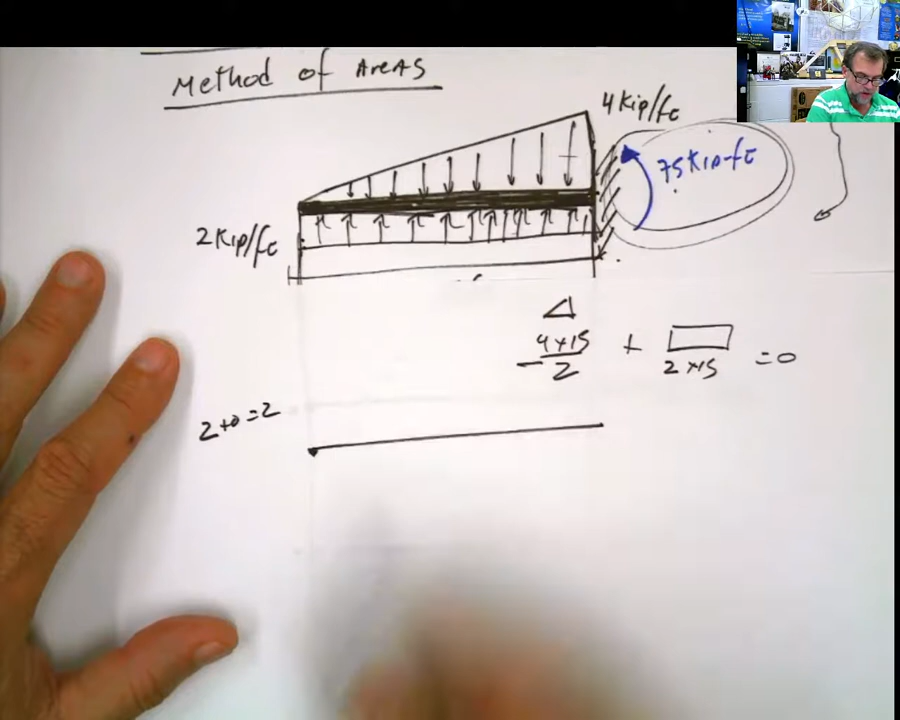 Method of Areas
4 Kip/ft
75 Kip-ft
2 Kip/ft
4 x 15 + 2 x 15 = 0
- 2
2 + 0 = 2